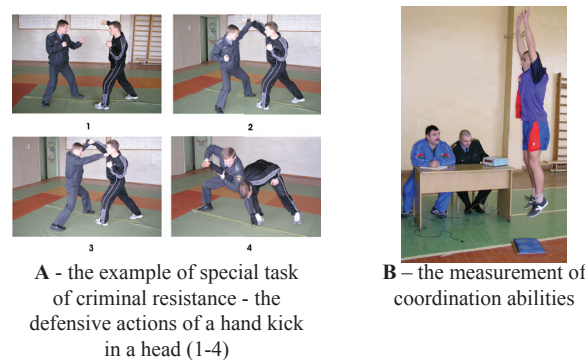 1
2
3
4
A - the example of special task
of criminal resistance - the
defensive actions of a hand kick
in a head (1-4)
B – the measurement of
coordination abilities